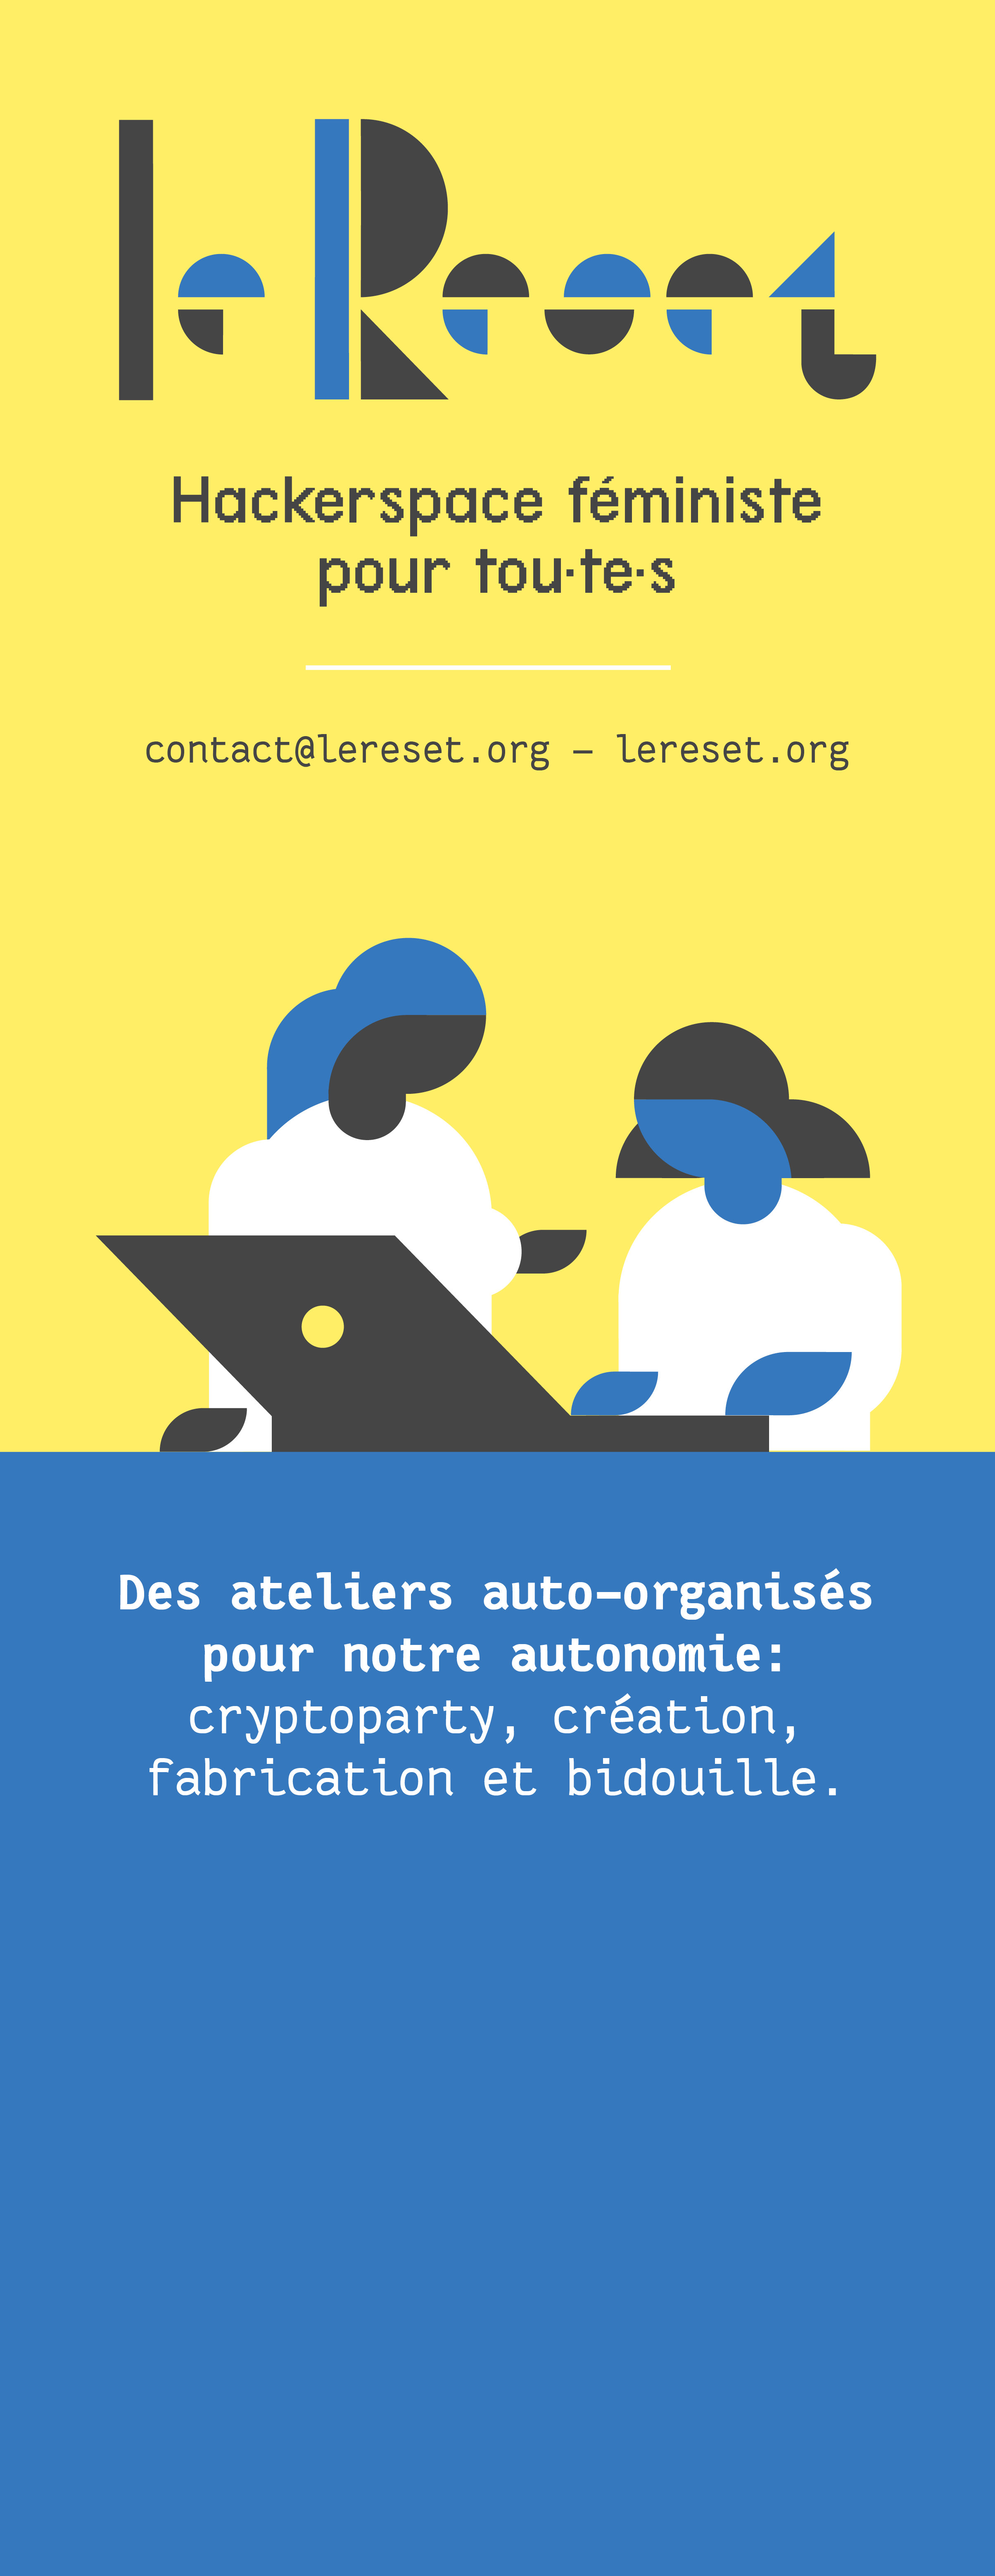 le Reset
Hackerspace féministe
pour tou·te·s
contact@lereset.org – lereset.org
Des ateliers auto-organisés
pour notre autonomie:
cryptoparty, création,
fabrication et bidouille.